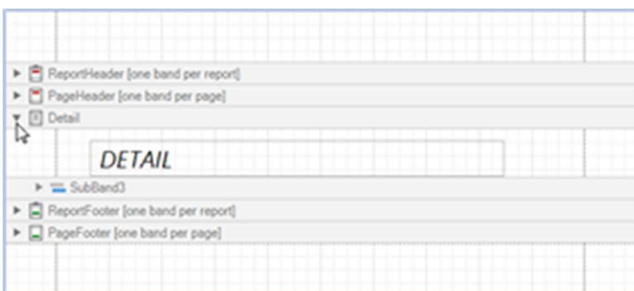 ReportHeader [one band per report]
PageHeader [one band per page]
Detail
DETAIL
SubBand3
ReportFooter [one band per report]
PageFooter [one band per page]